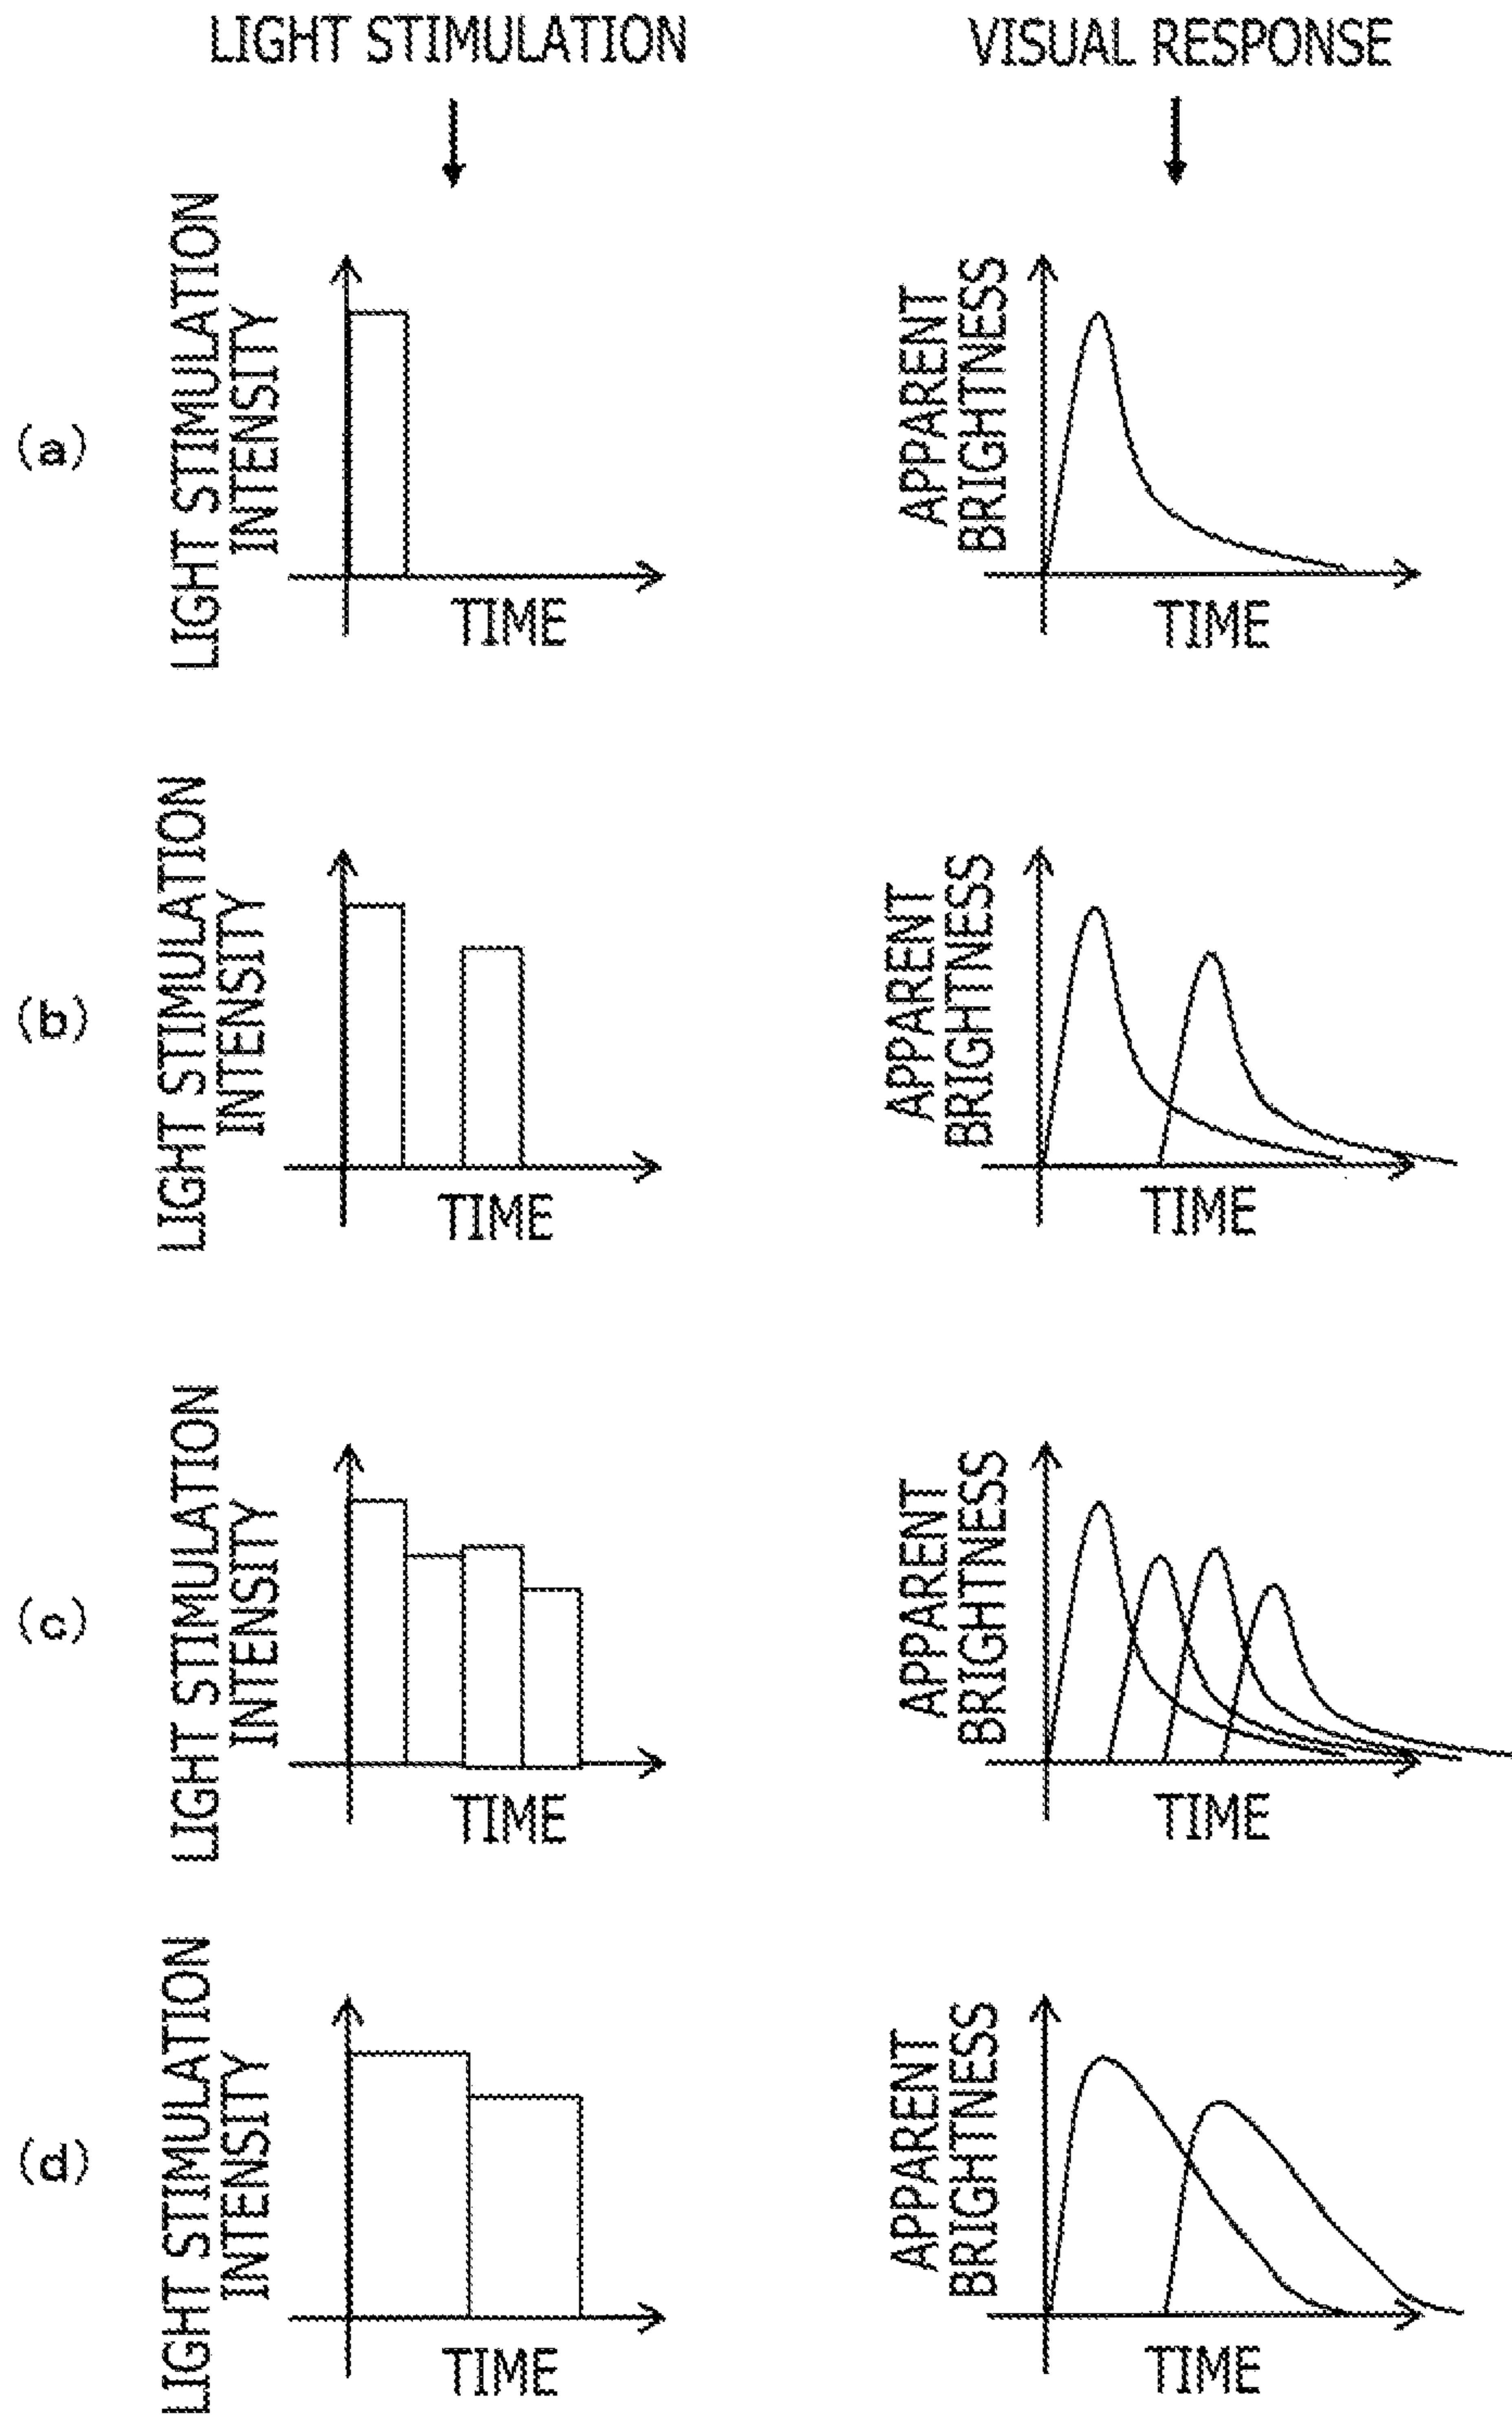 LIGHT STIMULATION
VISUAL RESPONSE
(a)
LIGHT STIMULATION
INTENSITY
TIME
APPARENT
BRIGHTNESS
TIME
(b)
LIGHT STIMULATION
INTENSITY
TIME
APPARENT
BRIGHTNESS
TIME
(c)
LIGHT STIMULATION
INTENSITY
TIME
APPARENT
BRIGHTNESS
TIME
(d)
LIGHT STIMULATION
INTENSITY
TIME
APPARENT
BRIGHTNESS
TIME